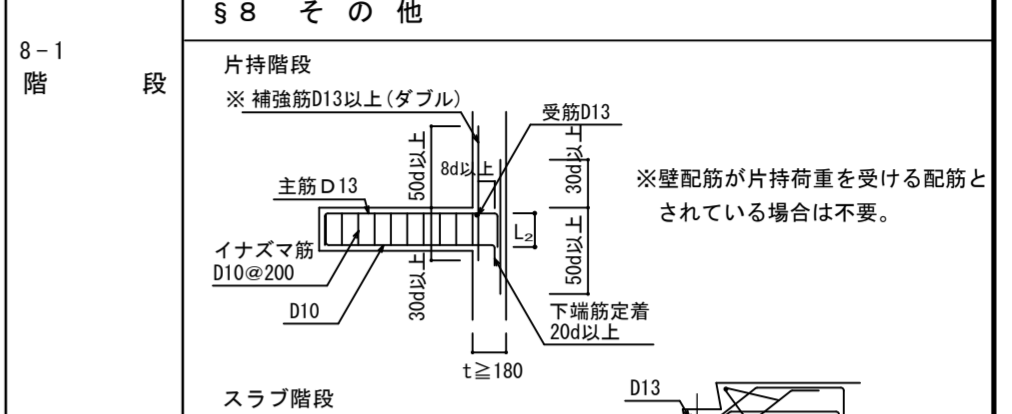 §8 その他
8-1
階 段
片持階段
※ 補強筋D13以上(ダブル)
受筋D13
50d以上
8d以上
30d以上
※壁配筋が片持荷重を受ける配筋と
されている場合は不要。
主筋D13
L₂
50d以上
イナズマ筋
D10@200
30d以上
D10
下端筋定着
20d以上
t≧180
スラブ階段
D13